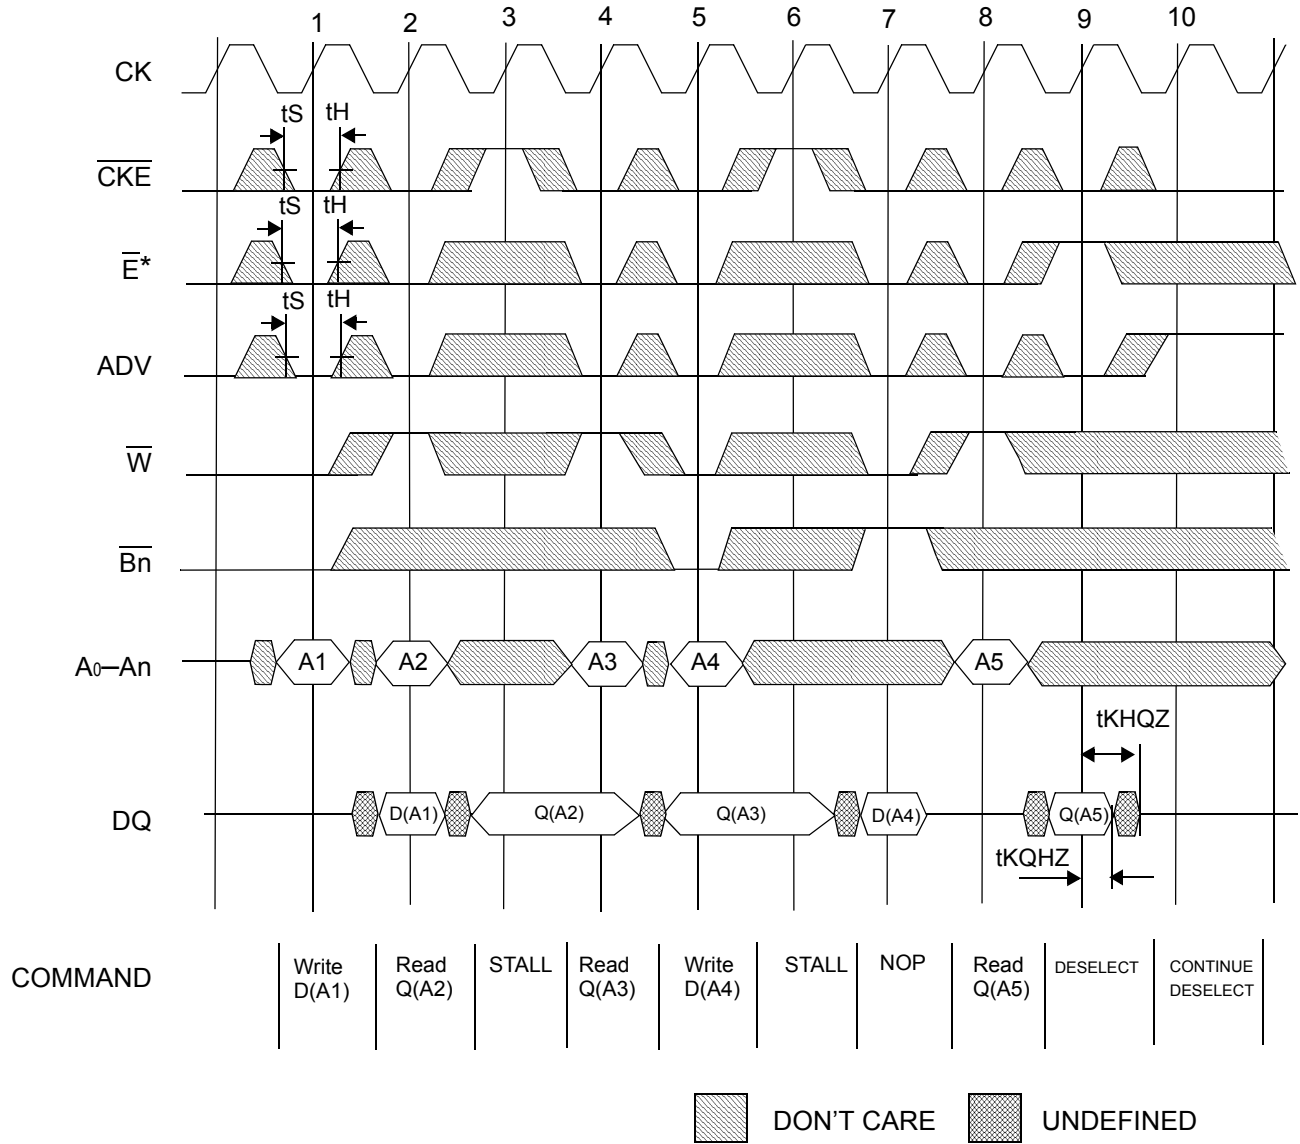 1 2 3 4 5 6 7 8 9 10
CK
tS tH
CKE
tS tH
E*
tS tH
ADV
W
Bn
A0–An A1 A2 A3 A4 A5
tKHQZ
DQ D(A1) Q(A2) Q(A3) D(A4) Q(A5)
tKQHZ
COMMAND
Write
D(A1)
Read
Q(A2)
STALL
Read
Q(A3)
Write
D(A4)
STALL
NOP
Read
Q(A5)
DESELECT
CONTINUE
DESELECT
DON'T CARE UNDEFINED